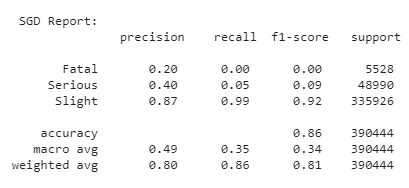 SGD Report:
precision recall f1-score support
Fatal 0.20 0.00 0.00 5528
Serious 0.40 0.05 0.09 48990
Slight 0.87 0.99 0.92 335926
accuracy 0.86 390444
macro avg 0.49 0.35 0.34 390444
weighted avg 0.80 0.86 0.81 390444